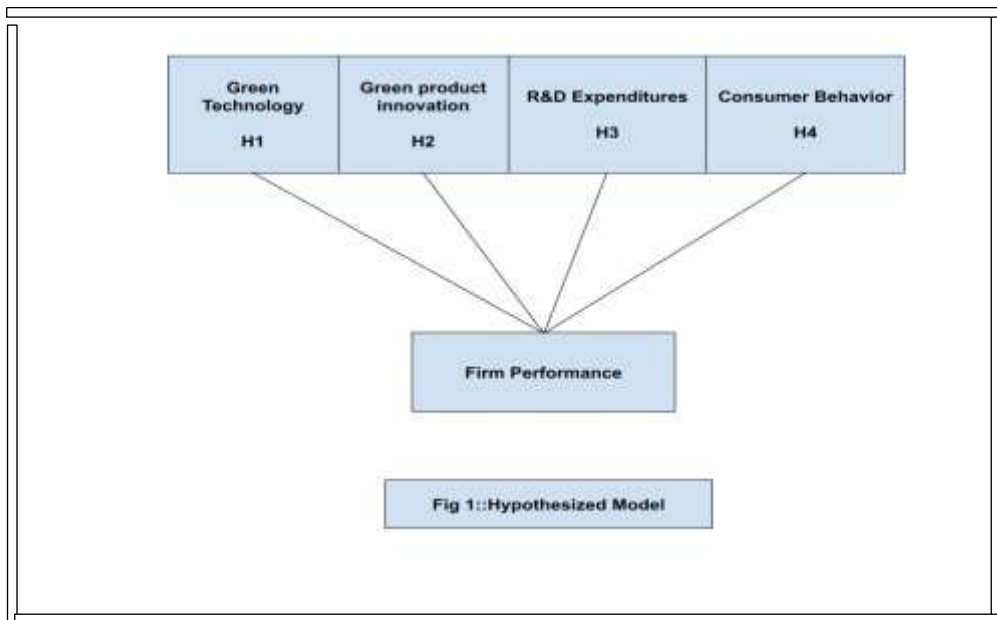 Green
Technology
H1
Green product
innovation
H2
R&D Expenditures
H3
Consumer Behavior
H4
Firm Performance
Fig 1::Hypothesized Model